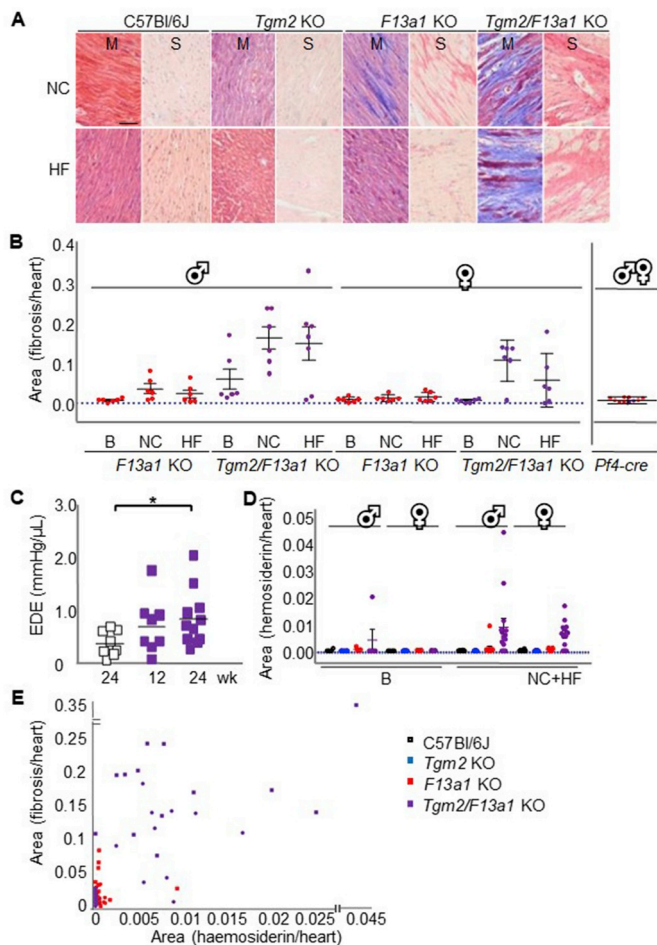 A
C57Bl/6J Tgm2 KO F13a1 KO Tgm2/F13a1 KO
M S M S M S M S
NC
HF
B
Area (fibrosis/heart)
0.4
0.3
0.2
0.1
0.0
♂ ♀ ♂♀
B NC HF B NC HF B NC HF B NC HF
F13a1 KO Tgm2/F13a1 KO F13a1 KO Tgm2/F13a1 KO Pf4-cre
C
EDE (mmHg/µL)
3.0
2.0
1.0
0.0
*
24 12 24 wk
D
Area (hemosiderin/heart)
0.05
0.04
0.03
0.02
0.01
0.00
♂ ♀ ♂ ♀
B NC+HF
E
Area (fibrosis/heart)
0.35
0.25
0.2
0.15
0.1
0.05
0
0 0.005 0.01 0.015 0.02 0.025 0.045
Area (haemosiderin/heart)
C57Bl/6J
Tgm2 KO
F13a1 KO
Tgm2/F13a1 KO